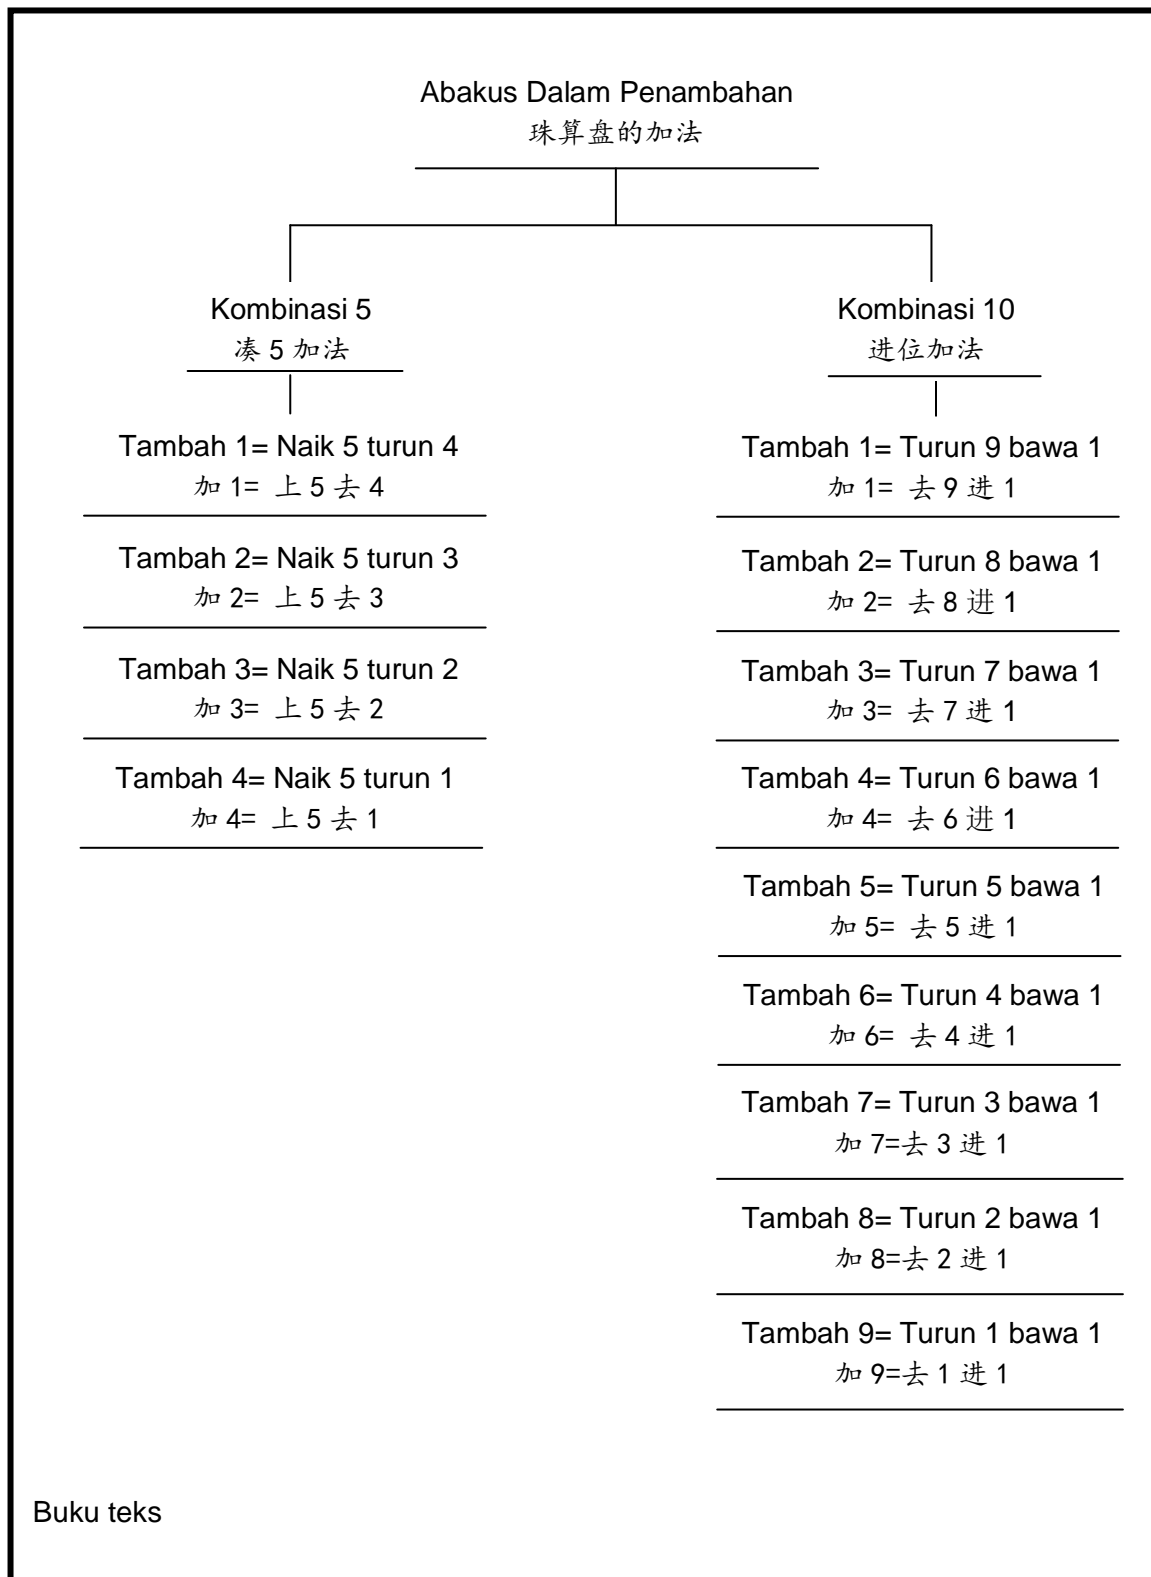 Abakus Dalam Penambahan
珠算盘的加法
Kombinasi 5
凑 5 加法
Tambah 1= Naik 5 turun 4
加 1= 上 5 去 4
Tambah 2= Naik 5 turun 3
加 2= 上 5 去 3
Tambah 3= Naik 5 turun 2
加 3= 上 5 去 2
Tambah 4= Naik 5 turun 1
加 4= 上 5 去 1
Kombinasi 10
进位加法
Tambah 1= Turun 9 bawa 1
加 1= 去 9 进 1
Tambah 2= Turun 8 bawa 1
加 2= 去 8 进 1
Tambah 3= Turun 7 bawa 1
加 3= 去 7 进 1
Tambah 4= Turun 6 bawa 1
加 4= 去 6 进 1
Tambah 5= Turun 5 bawa 1
加 5= 去 5 进 1
Tambah 6= Turun 4 bawa 1
加 6= 去 4 进 1
Tambah 7= Turun 3 bawa 1
加 7=去 3 进 1
Tambah 8= Turun 2 bawa 1
加 8=去 2 进 1
Tambah 9= Turun 1 bawa 1
加 9=去 1 进 1
Buku teks